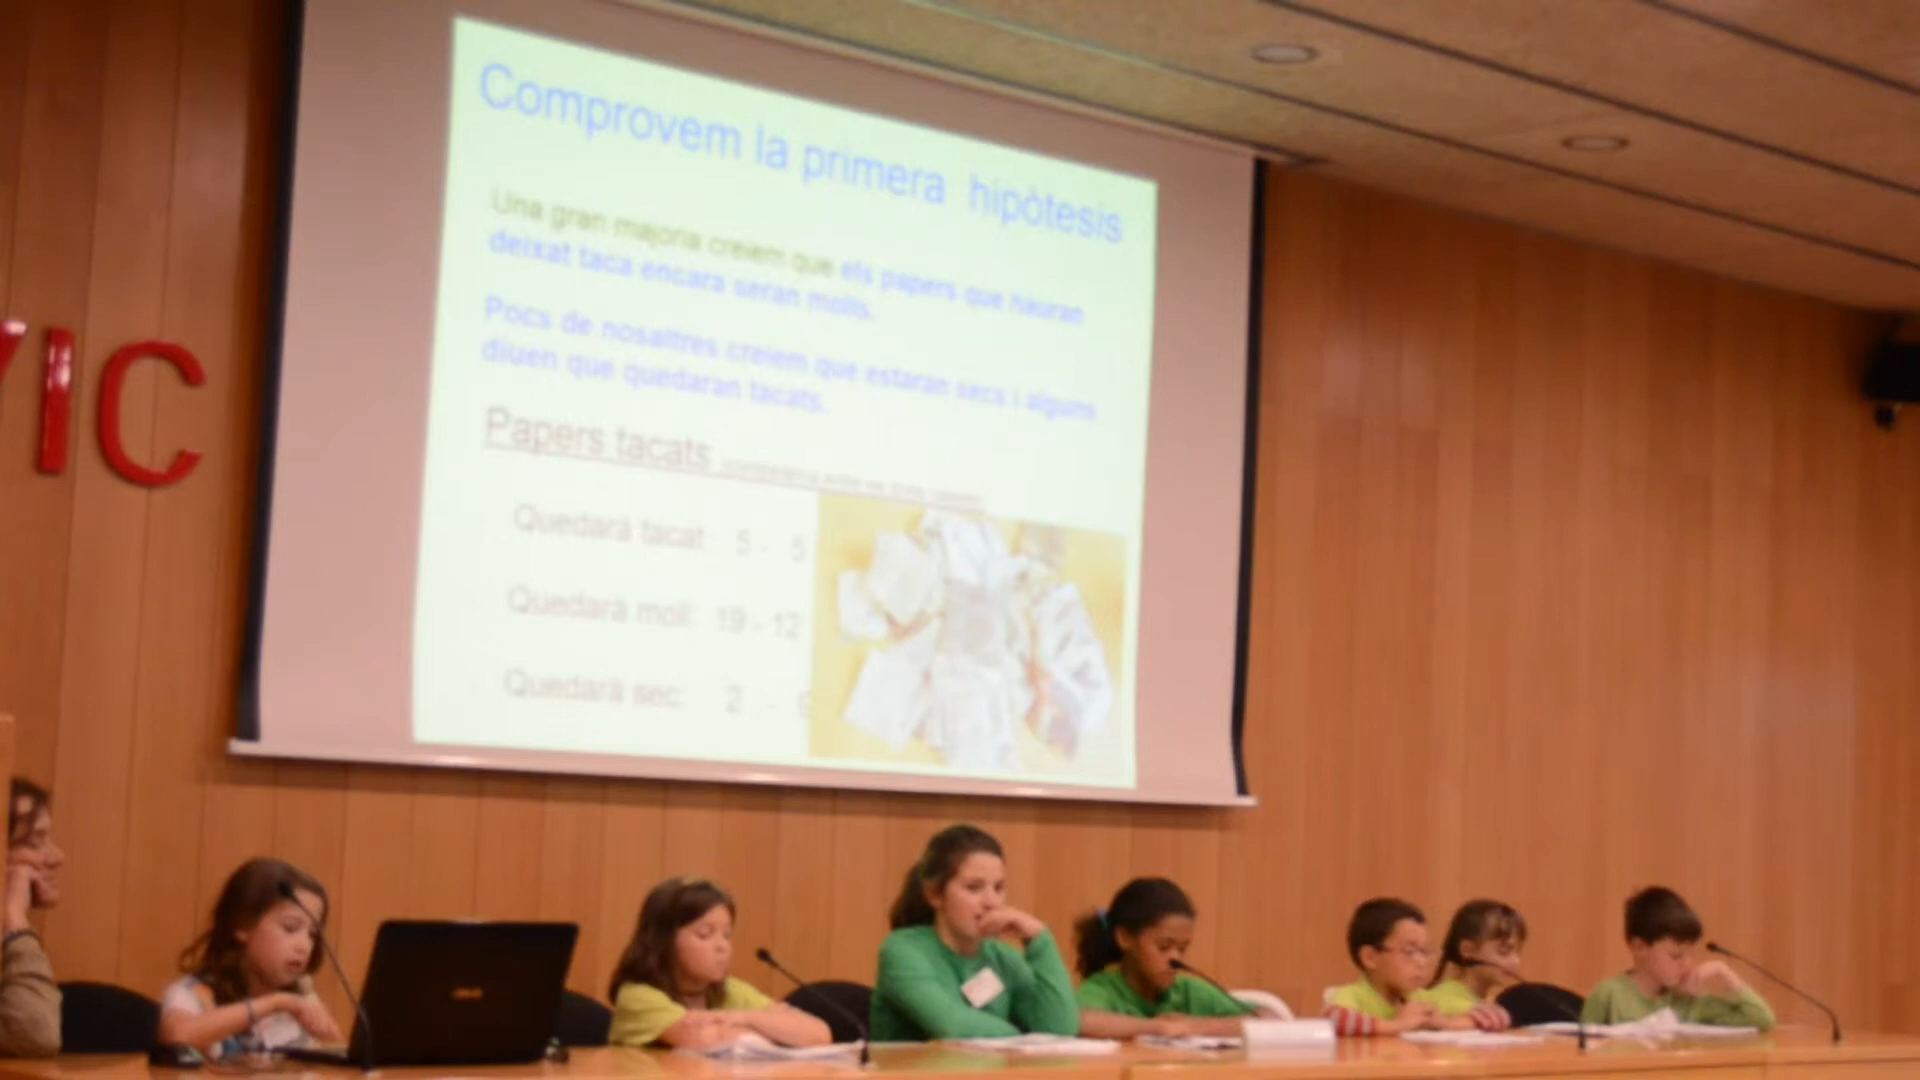 Comprovem la primera hipòtesis
Una gran majoria creiem que els papers que hauran
deixat taca encara seran molls.
Pocs de nosaltres creiem que estaran secs i alguns
diuen que quedaran tacats.
Papers tacats
Quedarà tacat: 5 - 5
Quedarà moll: 19 - 12
Quedarà sec: 2 -
VIC